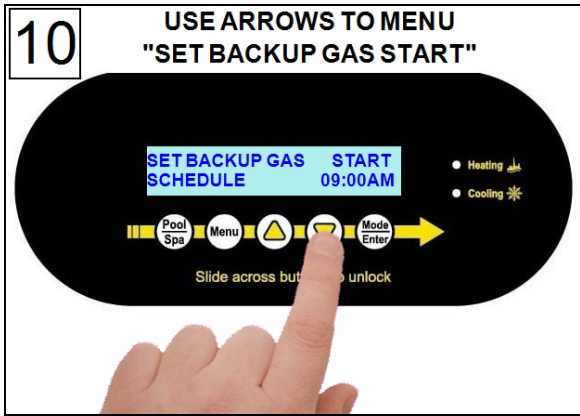 10
USE ARROWS TO MENU
"SET BACKUP GAS START"
SET BACKUP GAS START
SCHEDULE 09:00AM
Heating
Cooling
Pool
Spa
Menu
Mode
Enter
Slide across but o unlock